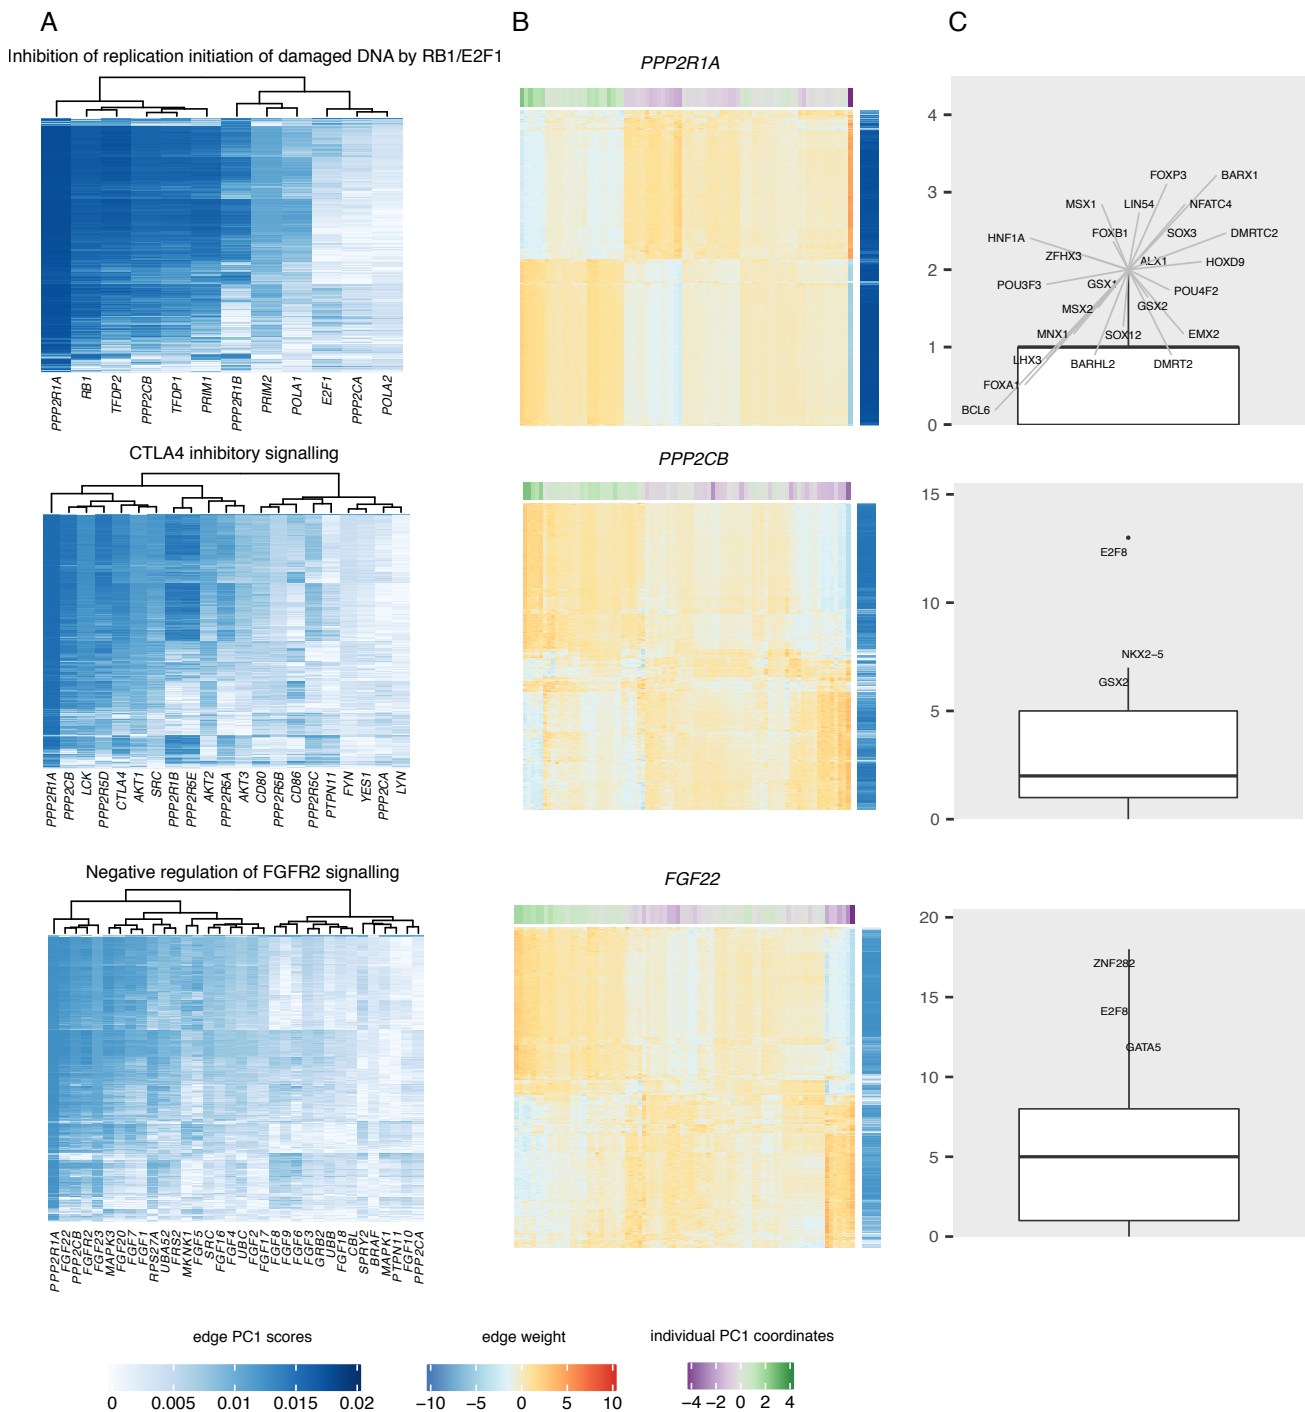 A
B
C
Inhibition of replication initiation of damaged DNA by RB1/E2F1
PPP2R1A
RB1
TFDP2
PPP2CB
TFDP1
PRIM1
PPP2R1B
PRIM2
POLA1
E2F1
PPP2CA
POLA2
PPP2R1A
4
3
2
1
0
FOXP3
BARX1
MSX1
LIN54
NFATC4
FOXB1
SOX3
DMRTC2
HNF1A
ZFHX3
ALX1
HOXD9
POU3F3
GSX1
POU4F2
MSX2
GSX2
MNX1
SOX12
EMX2
LHX3
BARHL2
DMRT2
FOXA1
BCL6
CTLA4 inhibitory signalling
PPP2R1A
PPP2CB
LCK
PPP2R5D
CTLA4
AKT1
SRC
PPP2R1B
PPP2R5E
AKT2
PPP2R5A
AKT3
CD80
PPP2R5B
CD86
PPP2R5C
PTPN11
FYN
YES1
PPP2CA
LYN
PPP2CB
15
10
5
0
E2F8
NKX2−5
GSX2
Negative regulation of FGFR2 signalling
PPP2R1A
FGF22
PPP2CB
FGFR2
FGF23
MAPK3
FGF20
FGF7
FGF1
RPS27A
UBA52
FRS2
MKNK1
FGF5
SRC
FGF16
FGF4
UBC
FGF2
FGF17
FGF8
FGF9
FGF6
FGF3
GRB2
UBB
FGF18
CBL
SPRY2
BRAF
MAPK1
PTPN11
FGF10
PPP2CA
FGF22
20
15
10
5
0
ZNF282
E2F8
GATA5
edge PC1 scores
0 0.005 0.01 0.015 0.02
edge weight
−10 −5 0 5 10
individual PC1 coordinates
−4 −2 0 2 4